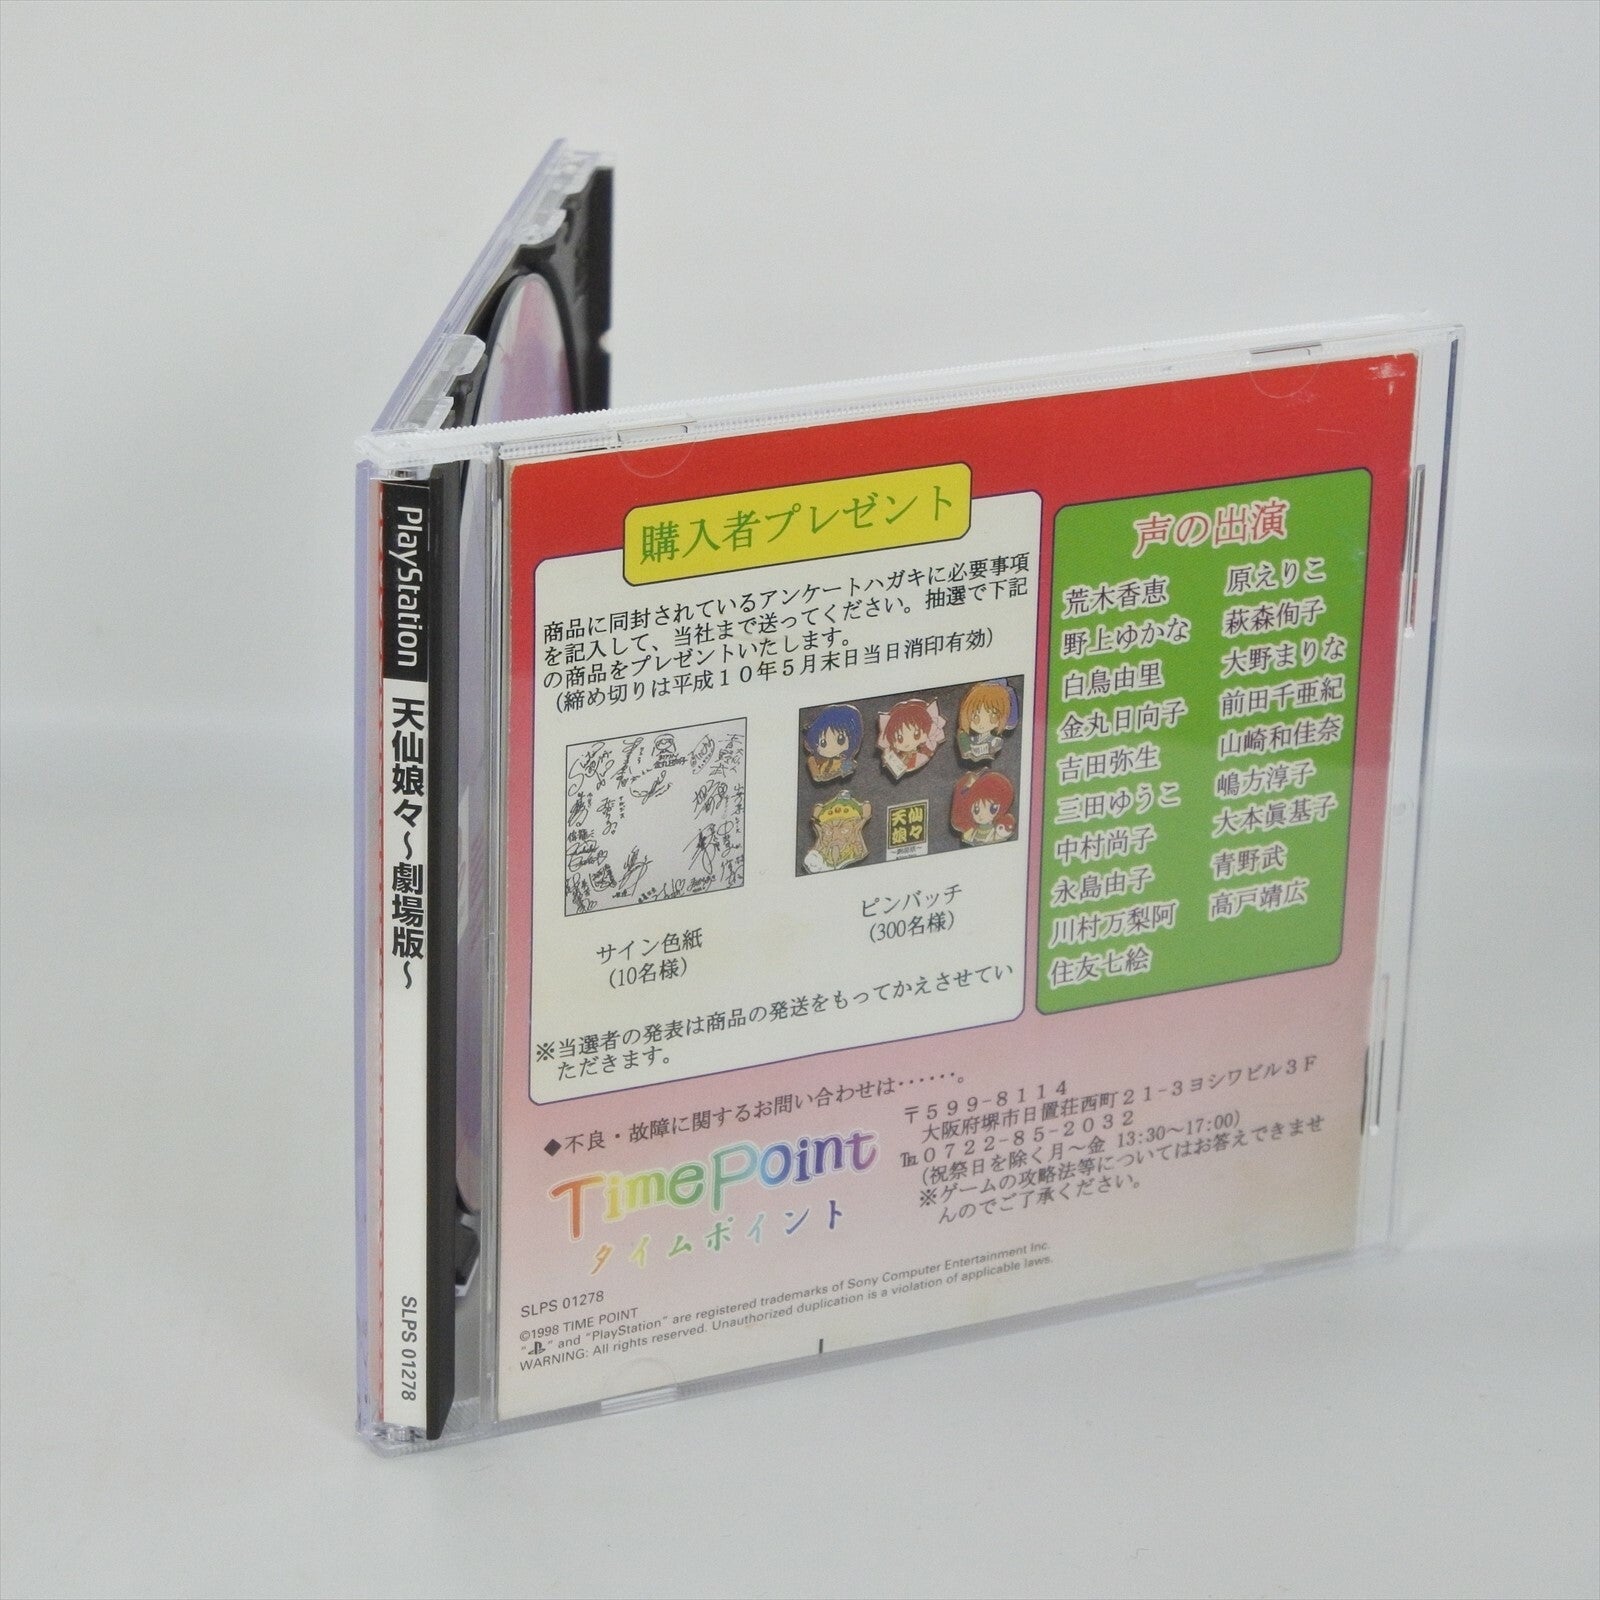 PlayStation
天仙娘々～劇場版～
SLPS 01278
購入者プレゼント
商品に同封されているアンケートハガキに必要事項
を記入して、当社まで送ってください。抽選で下記
の商品をプレゼントいたします。
(締め切りは平成10年5月末日当日消印有効)
天仙
娘々
サイン色紙
(10名様)
ピンバッチ
(300名様)
※当選者の発表は商品の発送をもってかえさせてい
ただきます。
声の出演
荒木香恵
野上ゆかな
白鳥由里
金丸日向子
吉田弥生
三田ゆうこ
中村尚子
永島由子
川村万梨阿
住友七絵
原えりこ
萩森侚子
大野まりな
前田千亜紀
山崎和佳奈
嶋方淳子
大本眞基子
青野武
高戸靖広
◆不良・故障に関するお問い合わせは……。
TimePoint
タイムポイント
〒599-8114
大阪府堺市日置荘西町21-3ヨシワビル3F
℡0722-85-2032
(祝祭日を除く月～金 13:30～17:00)
※ゲームの攻略法等についてはお答えできませ
んのでご了承ください。
SLPS 01278
©1998 TIME POINT
" " and "PlayStation" are registered trademarks of Sony Computer Entertainment Inc.
WARNING: All rights reserved. Unauthorized duplication is a violation of applicable laws.